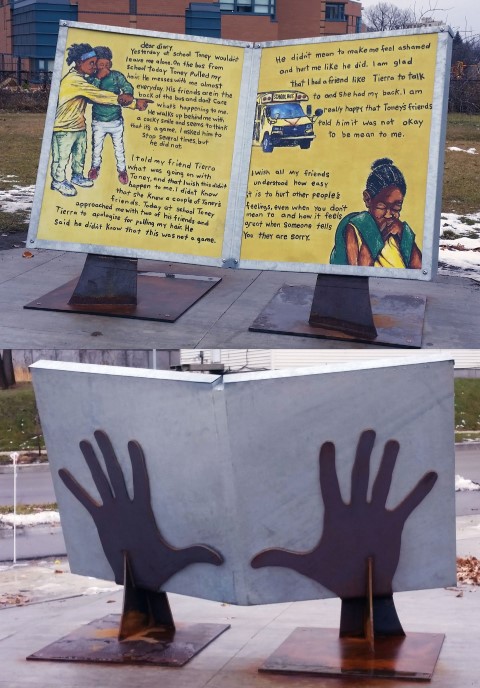 dear diary
Yesterday at school Toney wouldn't
leave me alone. On the bus from
school today Toney Pulled my
hair. He messes with me almost
everyday. His friends are in the
back of the bus and don't care
what's happening to me.
He walks up behind me with
a cocky smile and seems to think
that it's a game. I asked him to
stop several times, but
he did not.
I told my friend Tierra
what was going on with
Toney, and that I wish this didn't
happen to me. I didn't know
that she knew a couple of Toney's
friends. Today at school Toney
approached me with two of his friends and
Tierra to apologize for pulling my hair. He
said he didn't know that this was not a game.
He didn't mean to make me feel ashamed
and hurt me like he did. I am glad
that I had a friend like Tierra to talk
to and she had my back. I am
really happy that Toney's friends
told him it was not okay
to be mean to me.
SCHOOL BUS
I wish all my friends
understood how easy
it is to hurt other people's
feelings, even when you don't
mean to and how it feels
great when someone tells
you they are sorry.